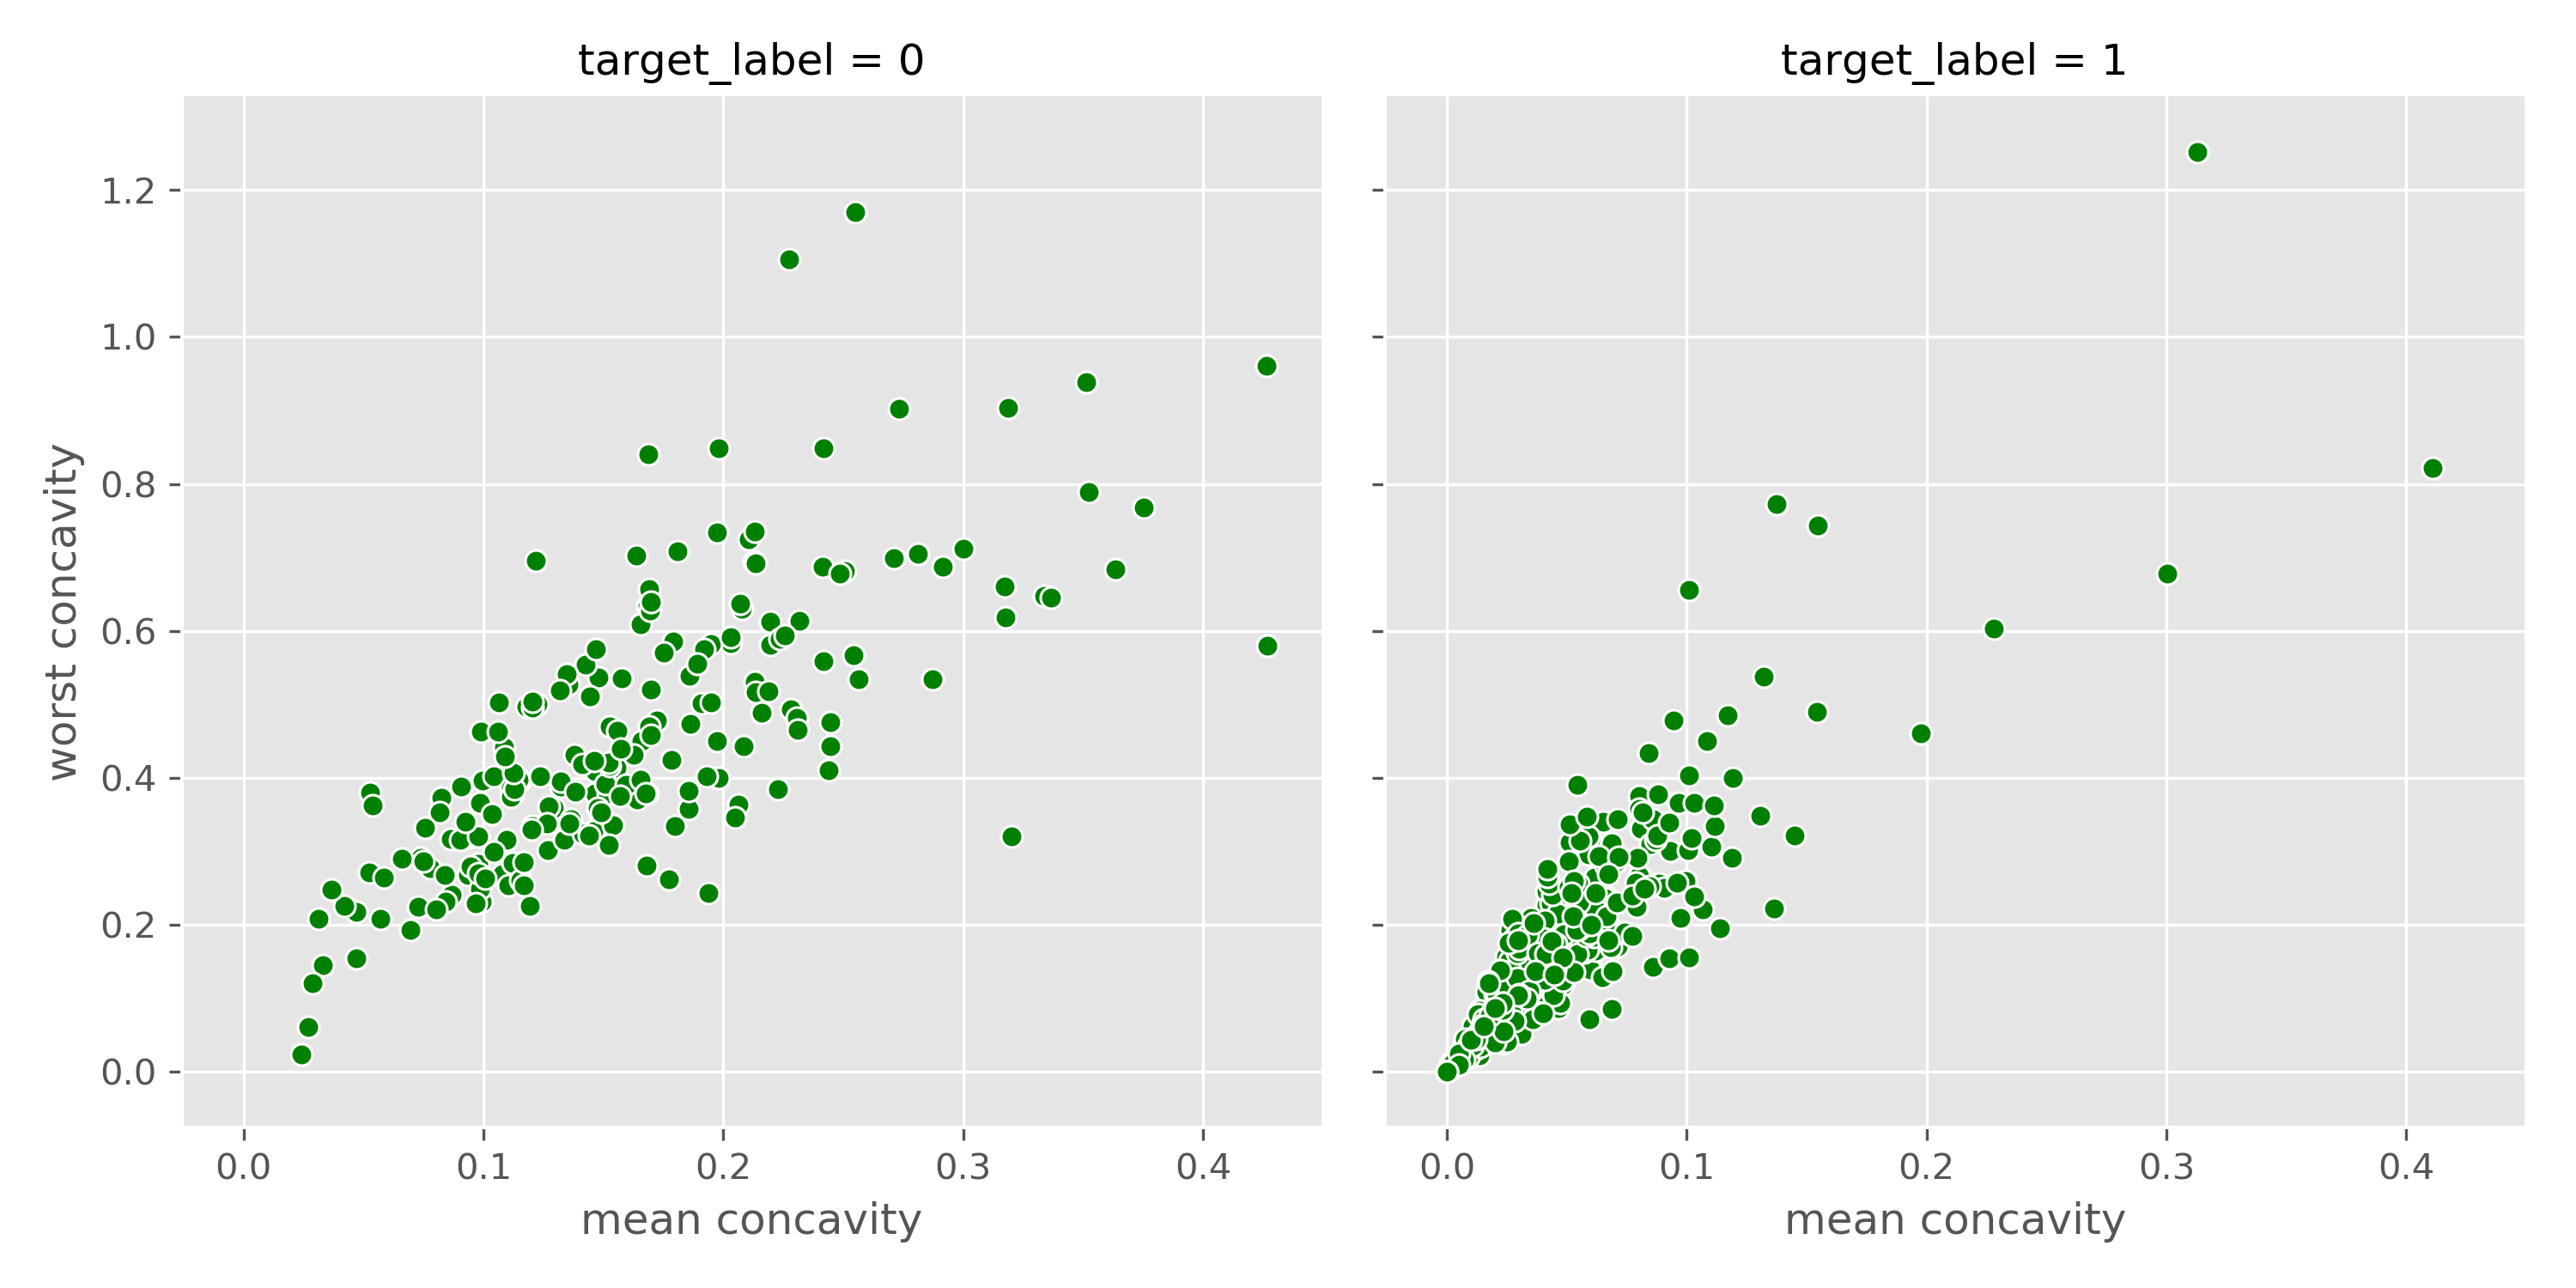 target_label = 0
target_label = 1
1.2
1.0
0.8
0.6
0.4
0.2
0.0
worst concavity
0.0 0.1 0.2 0.3 0.4
0.0 0.1 0.2 0.3 0.4
mean concavity
mean concavity